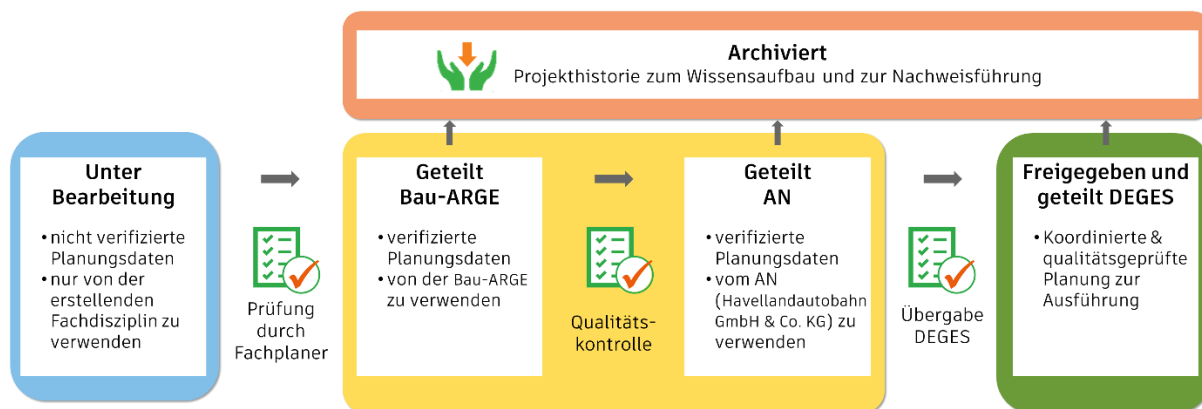 Archiviert
Projekthistorie zum Wissensaufbau und zur Nachweisführung
Unter
Bearbeitung
• nicht verifizierte
Planungsdaten
• nur von der
erstellenden
Fachdisziplin zu
verwenden
Prüfung
durch
Fachplaner
Geteilt
Bau-ARGE
• verifizierte
Planungsdaten
• von der Bau-ARGE
zu verwenden
Qualitäts-
kontrolle
Geteilt
AN
• verifizierte
Planungsdaten
• vom AN
(Havellandautobahn
GmbH & Co. KG) zu
verwenden
Übergabe
DEGES
Freigegeben und
geteilt DEGES
• Koordinierte &
qualitätsgeprüfte
Planung zur
Ausführung